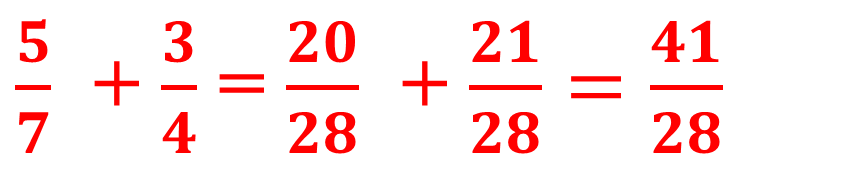 5/7 + 3/4 = 20/28 + 21/28 = 41/28